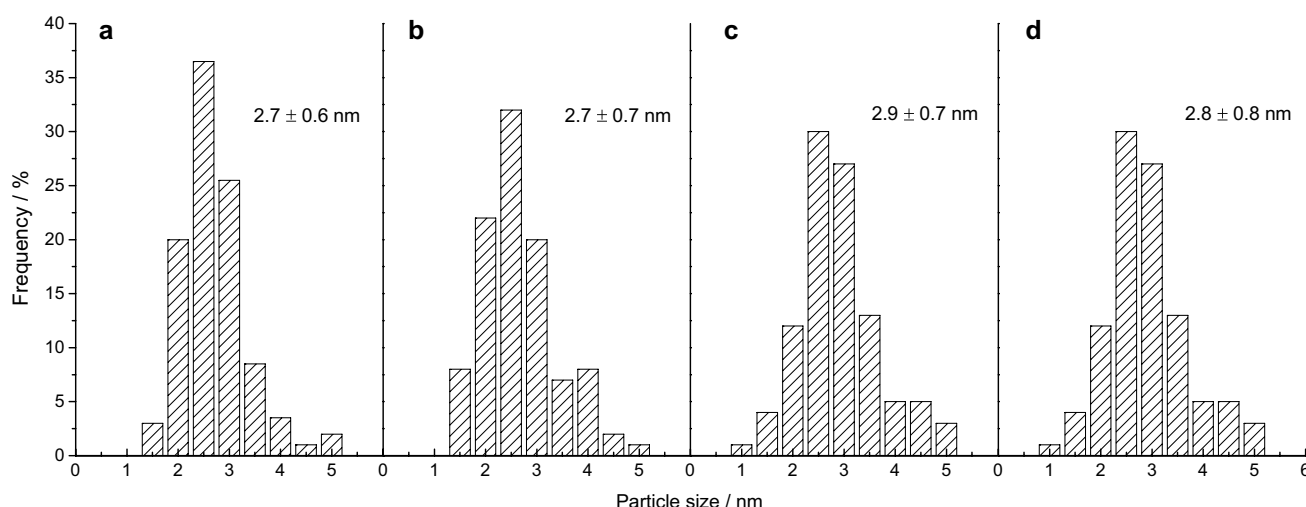 a b c d
2.7 ± 0.6 nm 2.7 ± 0.7 nm 2.9 ± 0.7 nm 2.8 ± 0.8 nm
Frequency / %
40
35
30
25
20
15
10
5
0
0 1 2 3 4 5 0 1 2 3 4 5 0 1 2 3 4 5 0 1 2 3 4 5 6
Particle size / nm